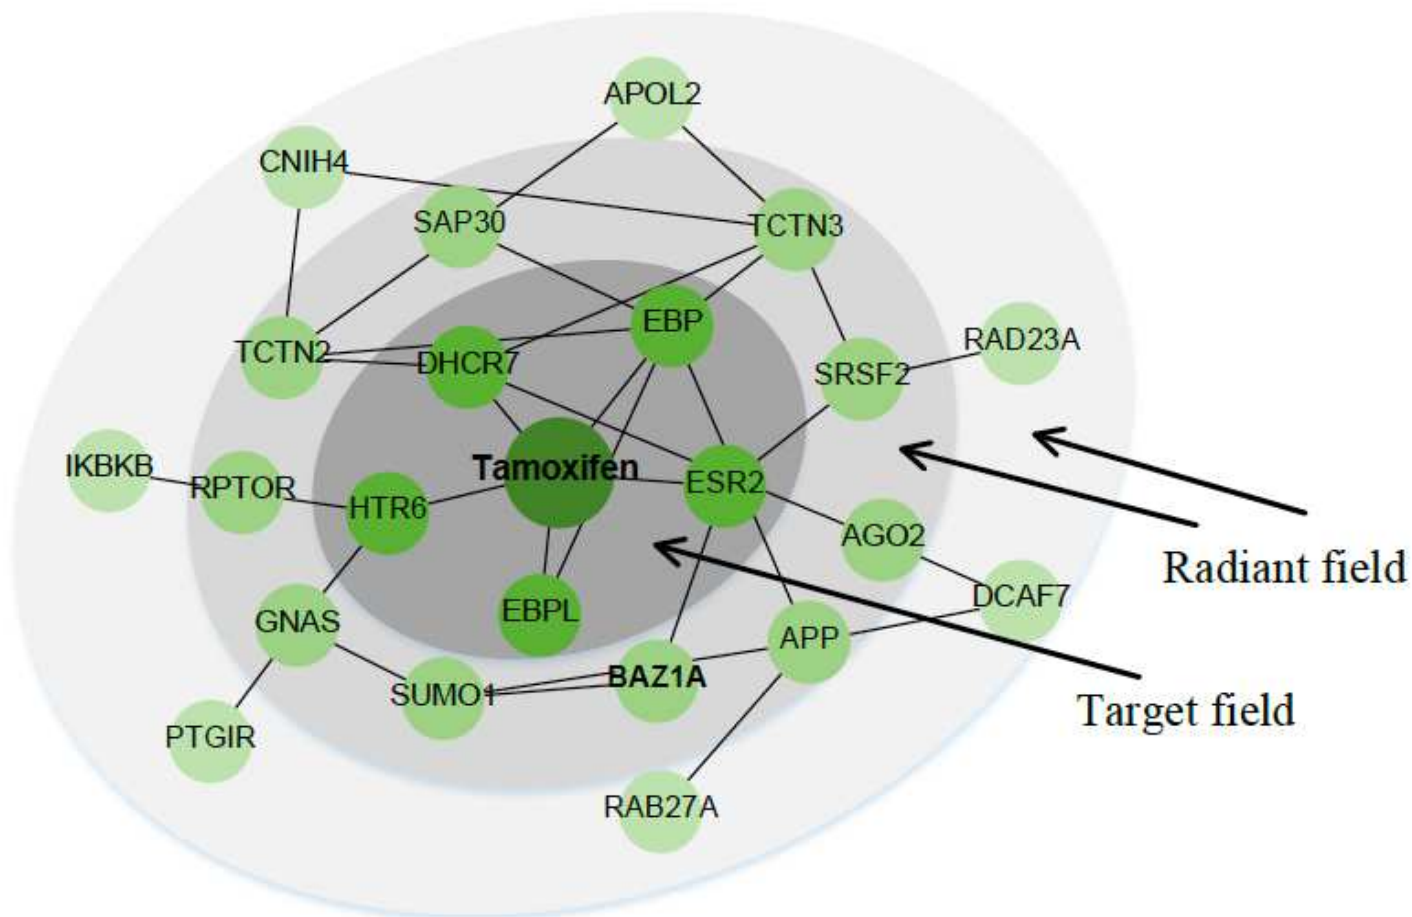 APOL2
CNIH4
SAP30
TCTN3
EBP
RAD23A
TCTN2
DHCR7
SRSF2
Tamoxifen
IKBKB
RPTOR
ESR2
HTR6
AGO2
Radiant field
DCAF7
EBPL
GNAS
APP
BAZ1A
SUMO1
Target field
PTGIR
RAB27A